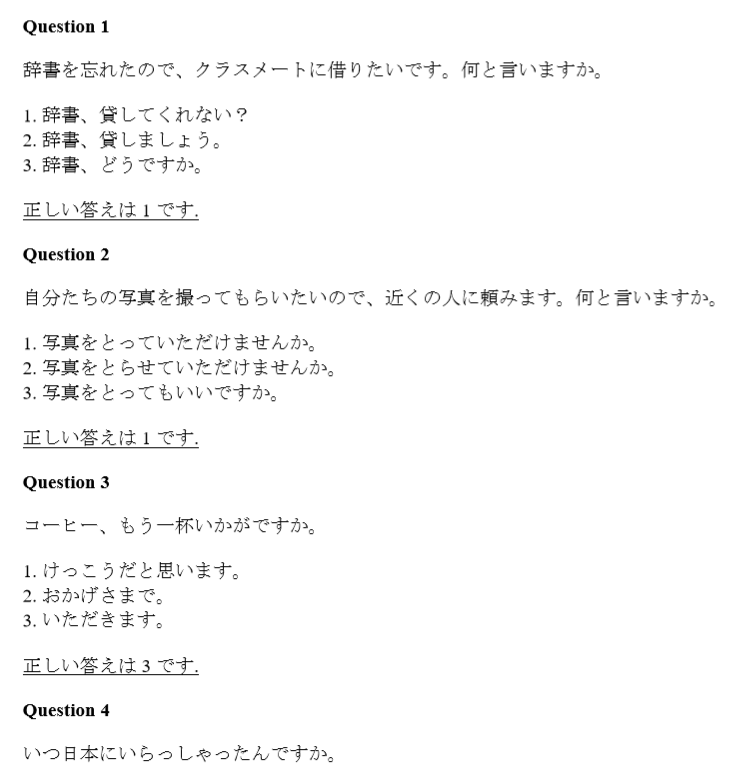 Question 1
辞書を忘れたので、クラスメートに借りたいです。何と言いますか。
1. 辞書、貸してくれない？
2. 辞書、貸しましょう。
3. 辞書、どうですか。
正しい答えは 1 です.
Question 2
自分たちの写真を撮ってもらいたいので、近くの人に頼みます。何と言いますか。
1. 写真をとっていただけませんか。
2. 写真をとらせていただけませんか。
3. 写真をとってもいいですか。
正しい答えは 1 です.
Question 3
コーヒー、もう一杯いかがですか。
1. けっこうだと思います。
2. おかげさまで。
3. いただきます。
正しい答えは 3 です.
Question 4
いつ日本にいらっしゃったんですか。